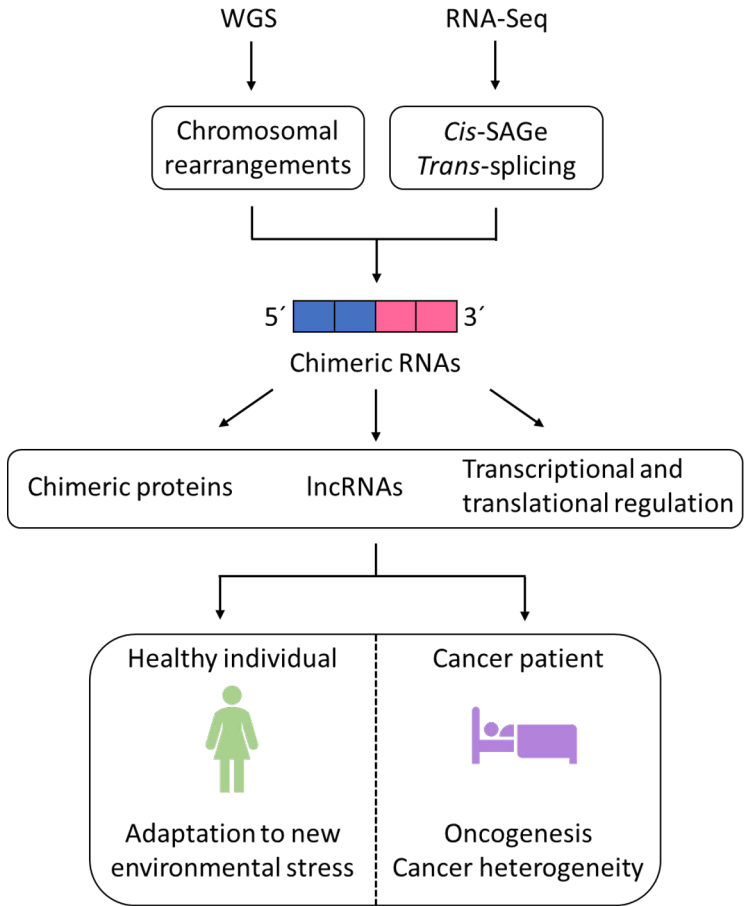 WGS
RNA-Seq
Chromosomal
rearrangements
Cis-SAGe
Trans-splicing
5´
3´
Chimeric RNAs
Chimeric proteins
lncRNAs
Transcriptional and
translational regulation
Healthy individual
Cancer patient
Adaptation to new
environmental stress
Oncogenesis
Cancer heterogeneity